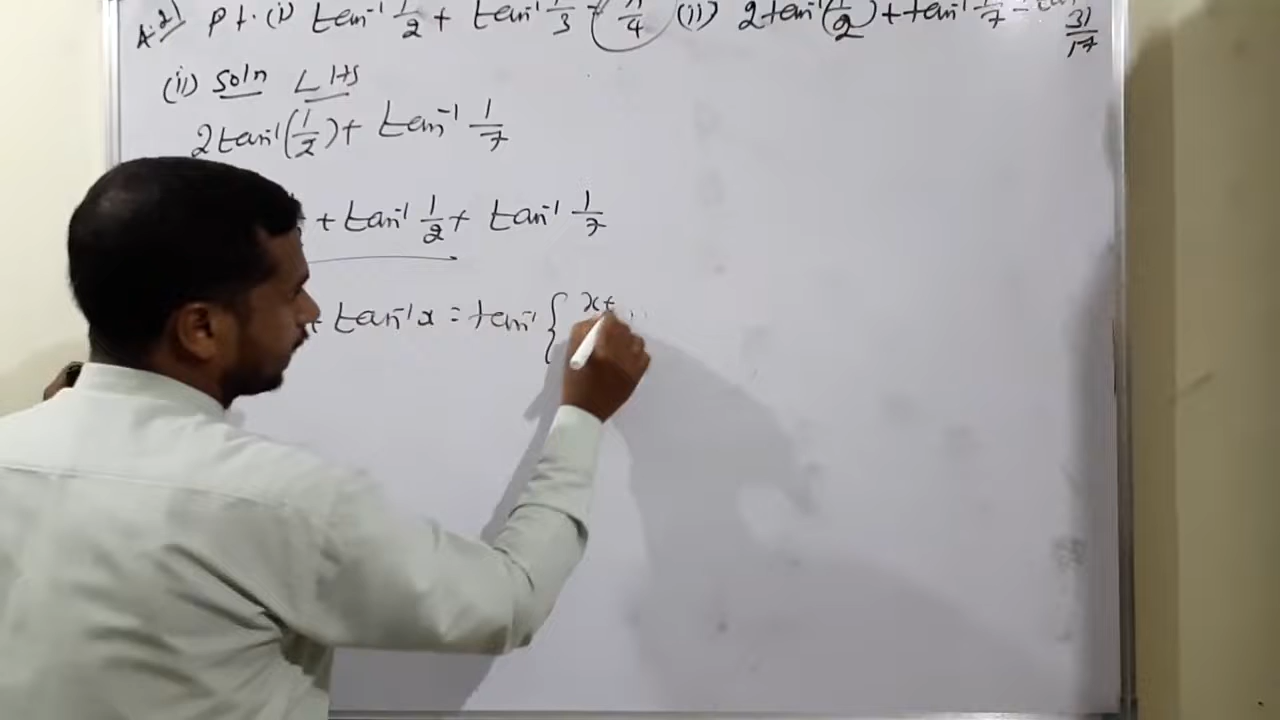 A.2) P t. (i) tan⁻¹ 1/2 + tan⁻¹ 1/3 = π/4 (ii) 2tan⁻¹(1/2) + tan⁻¹ 1/7 = tan 31/17
(ii) Soln LHS
2tan⁻¹(1/2) + tan⁻¹ 1/7
+ tan⁻¹ 1/2 + tan⁻¹ 1/7
+ tan⁻¹x = tan⁻¹ { x+